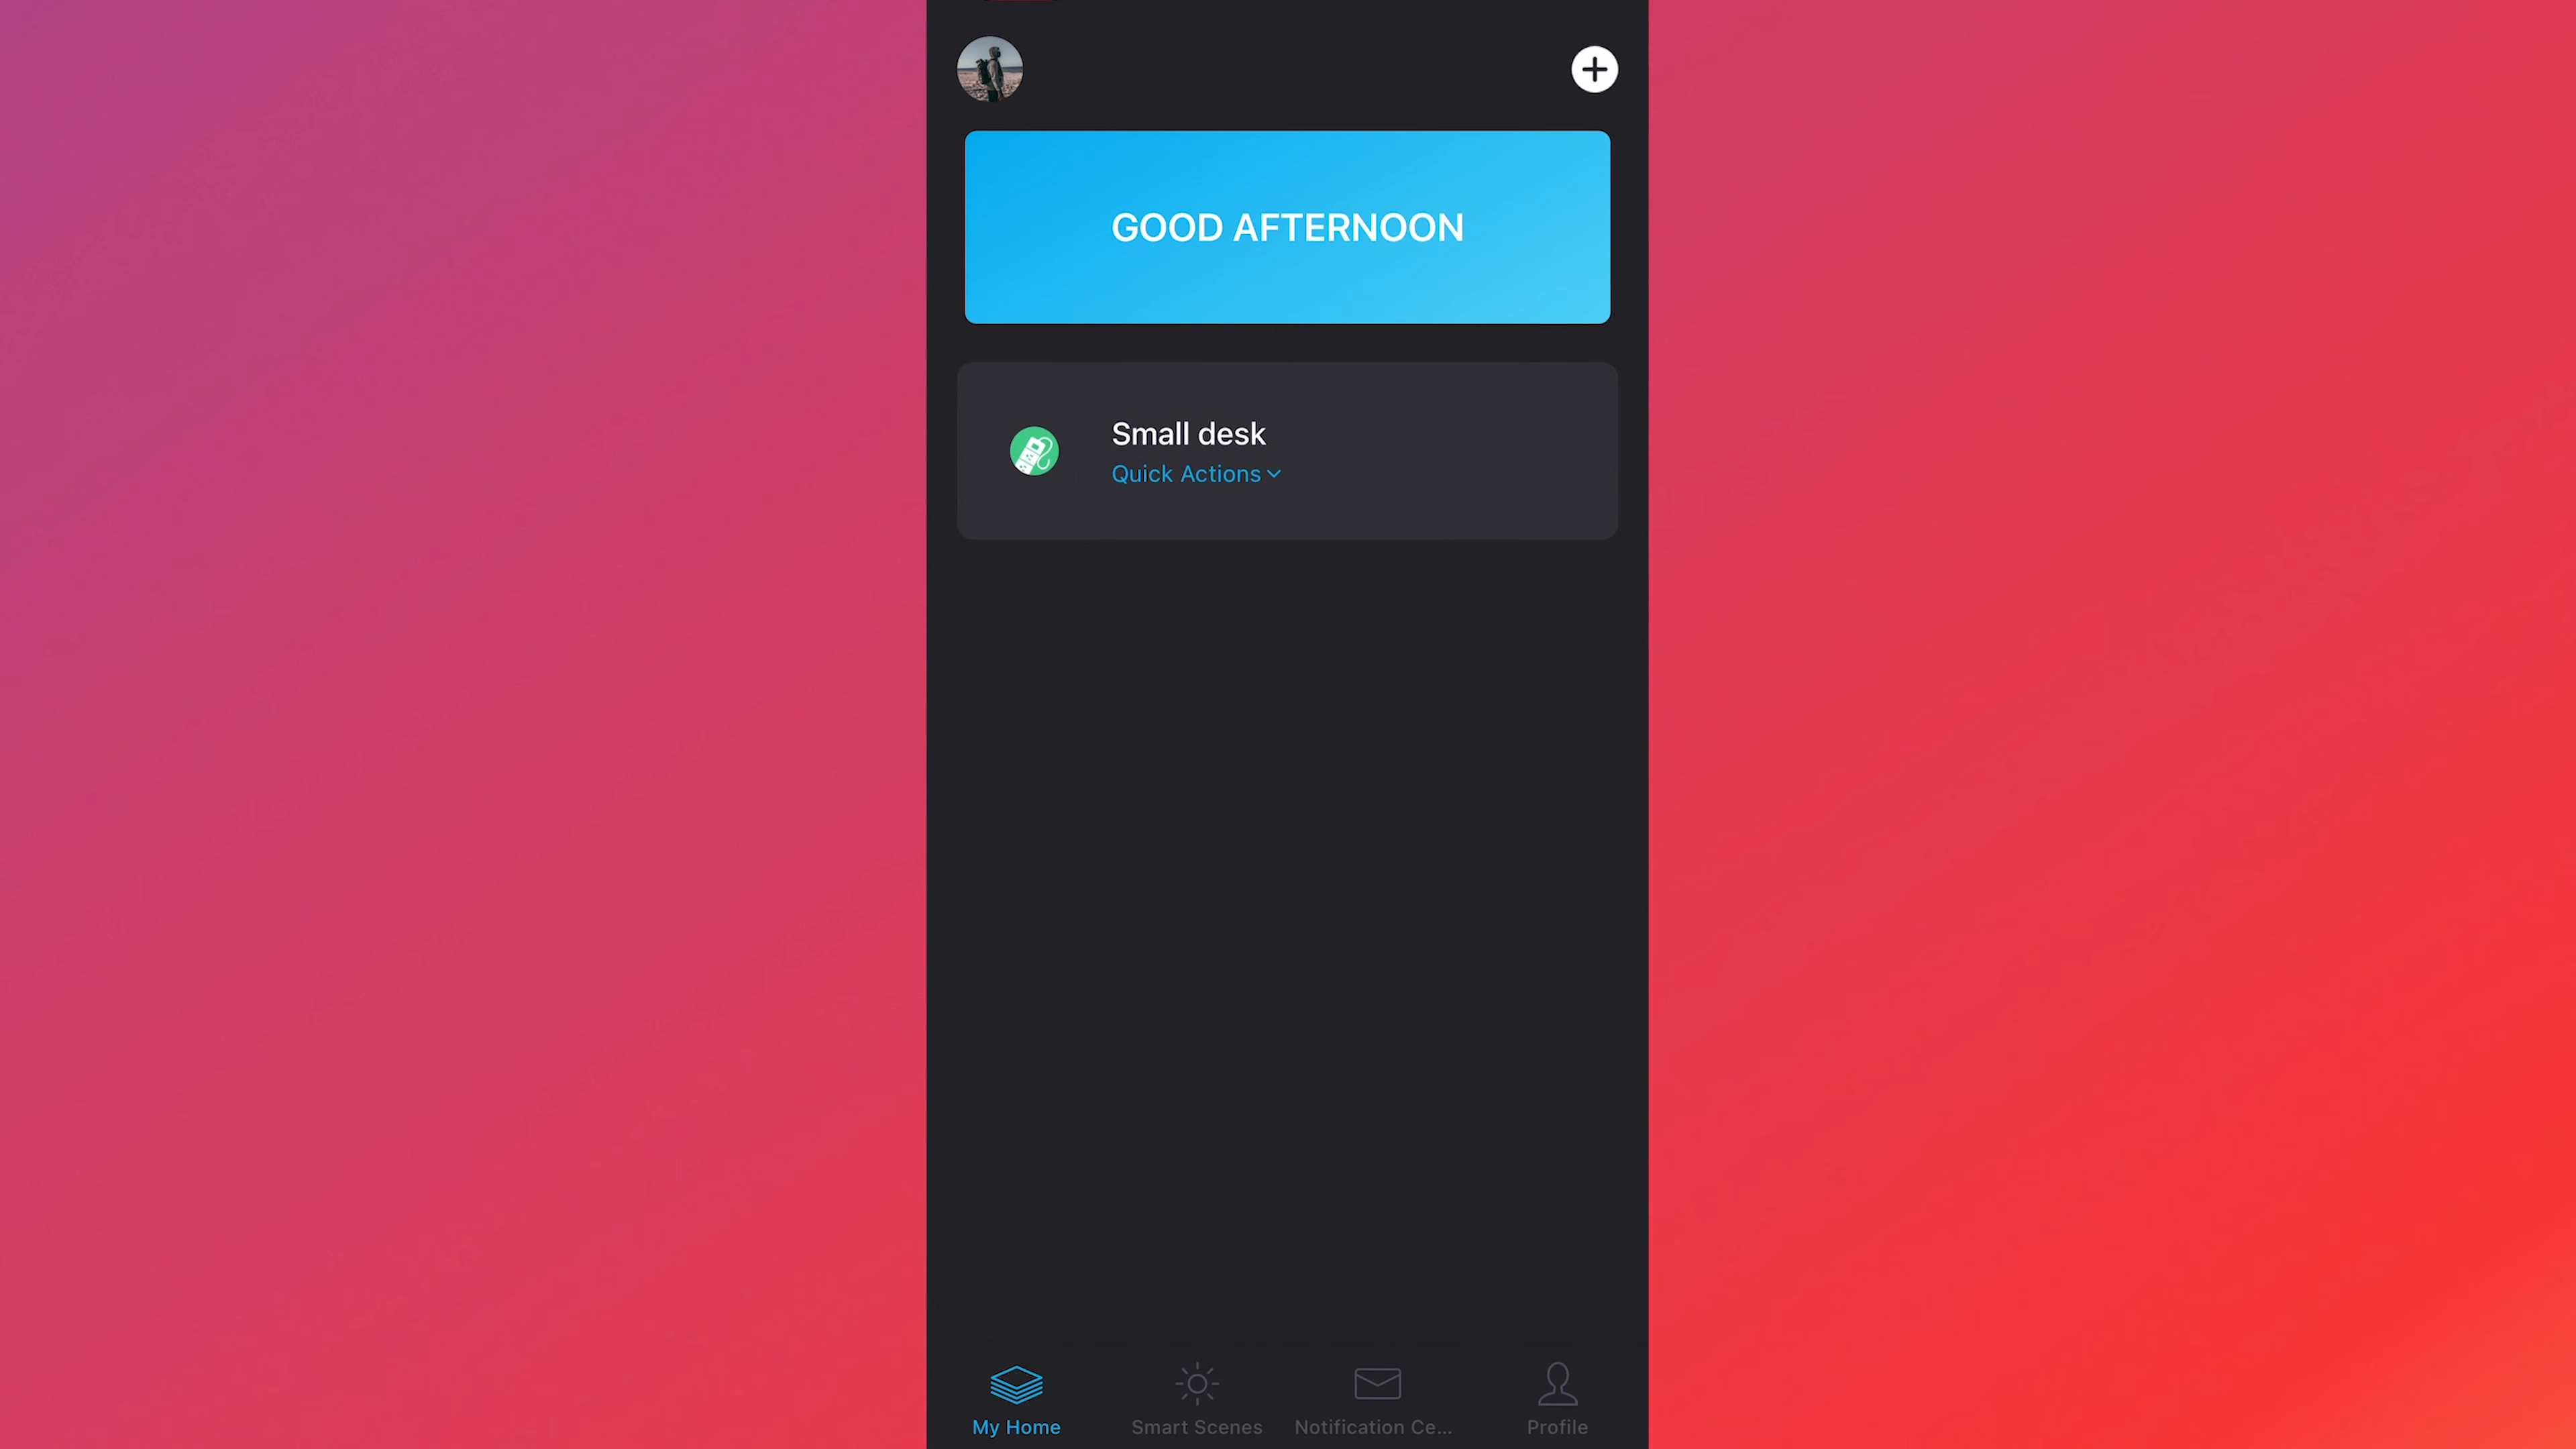 GOOD AFTERNOON
Small desk
Quick Actions
My Home
Smart Scenes
Notification Ce...
Profile